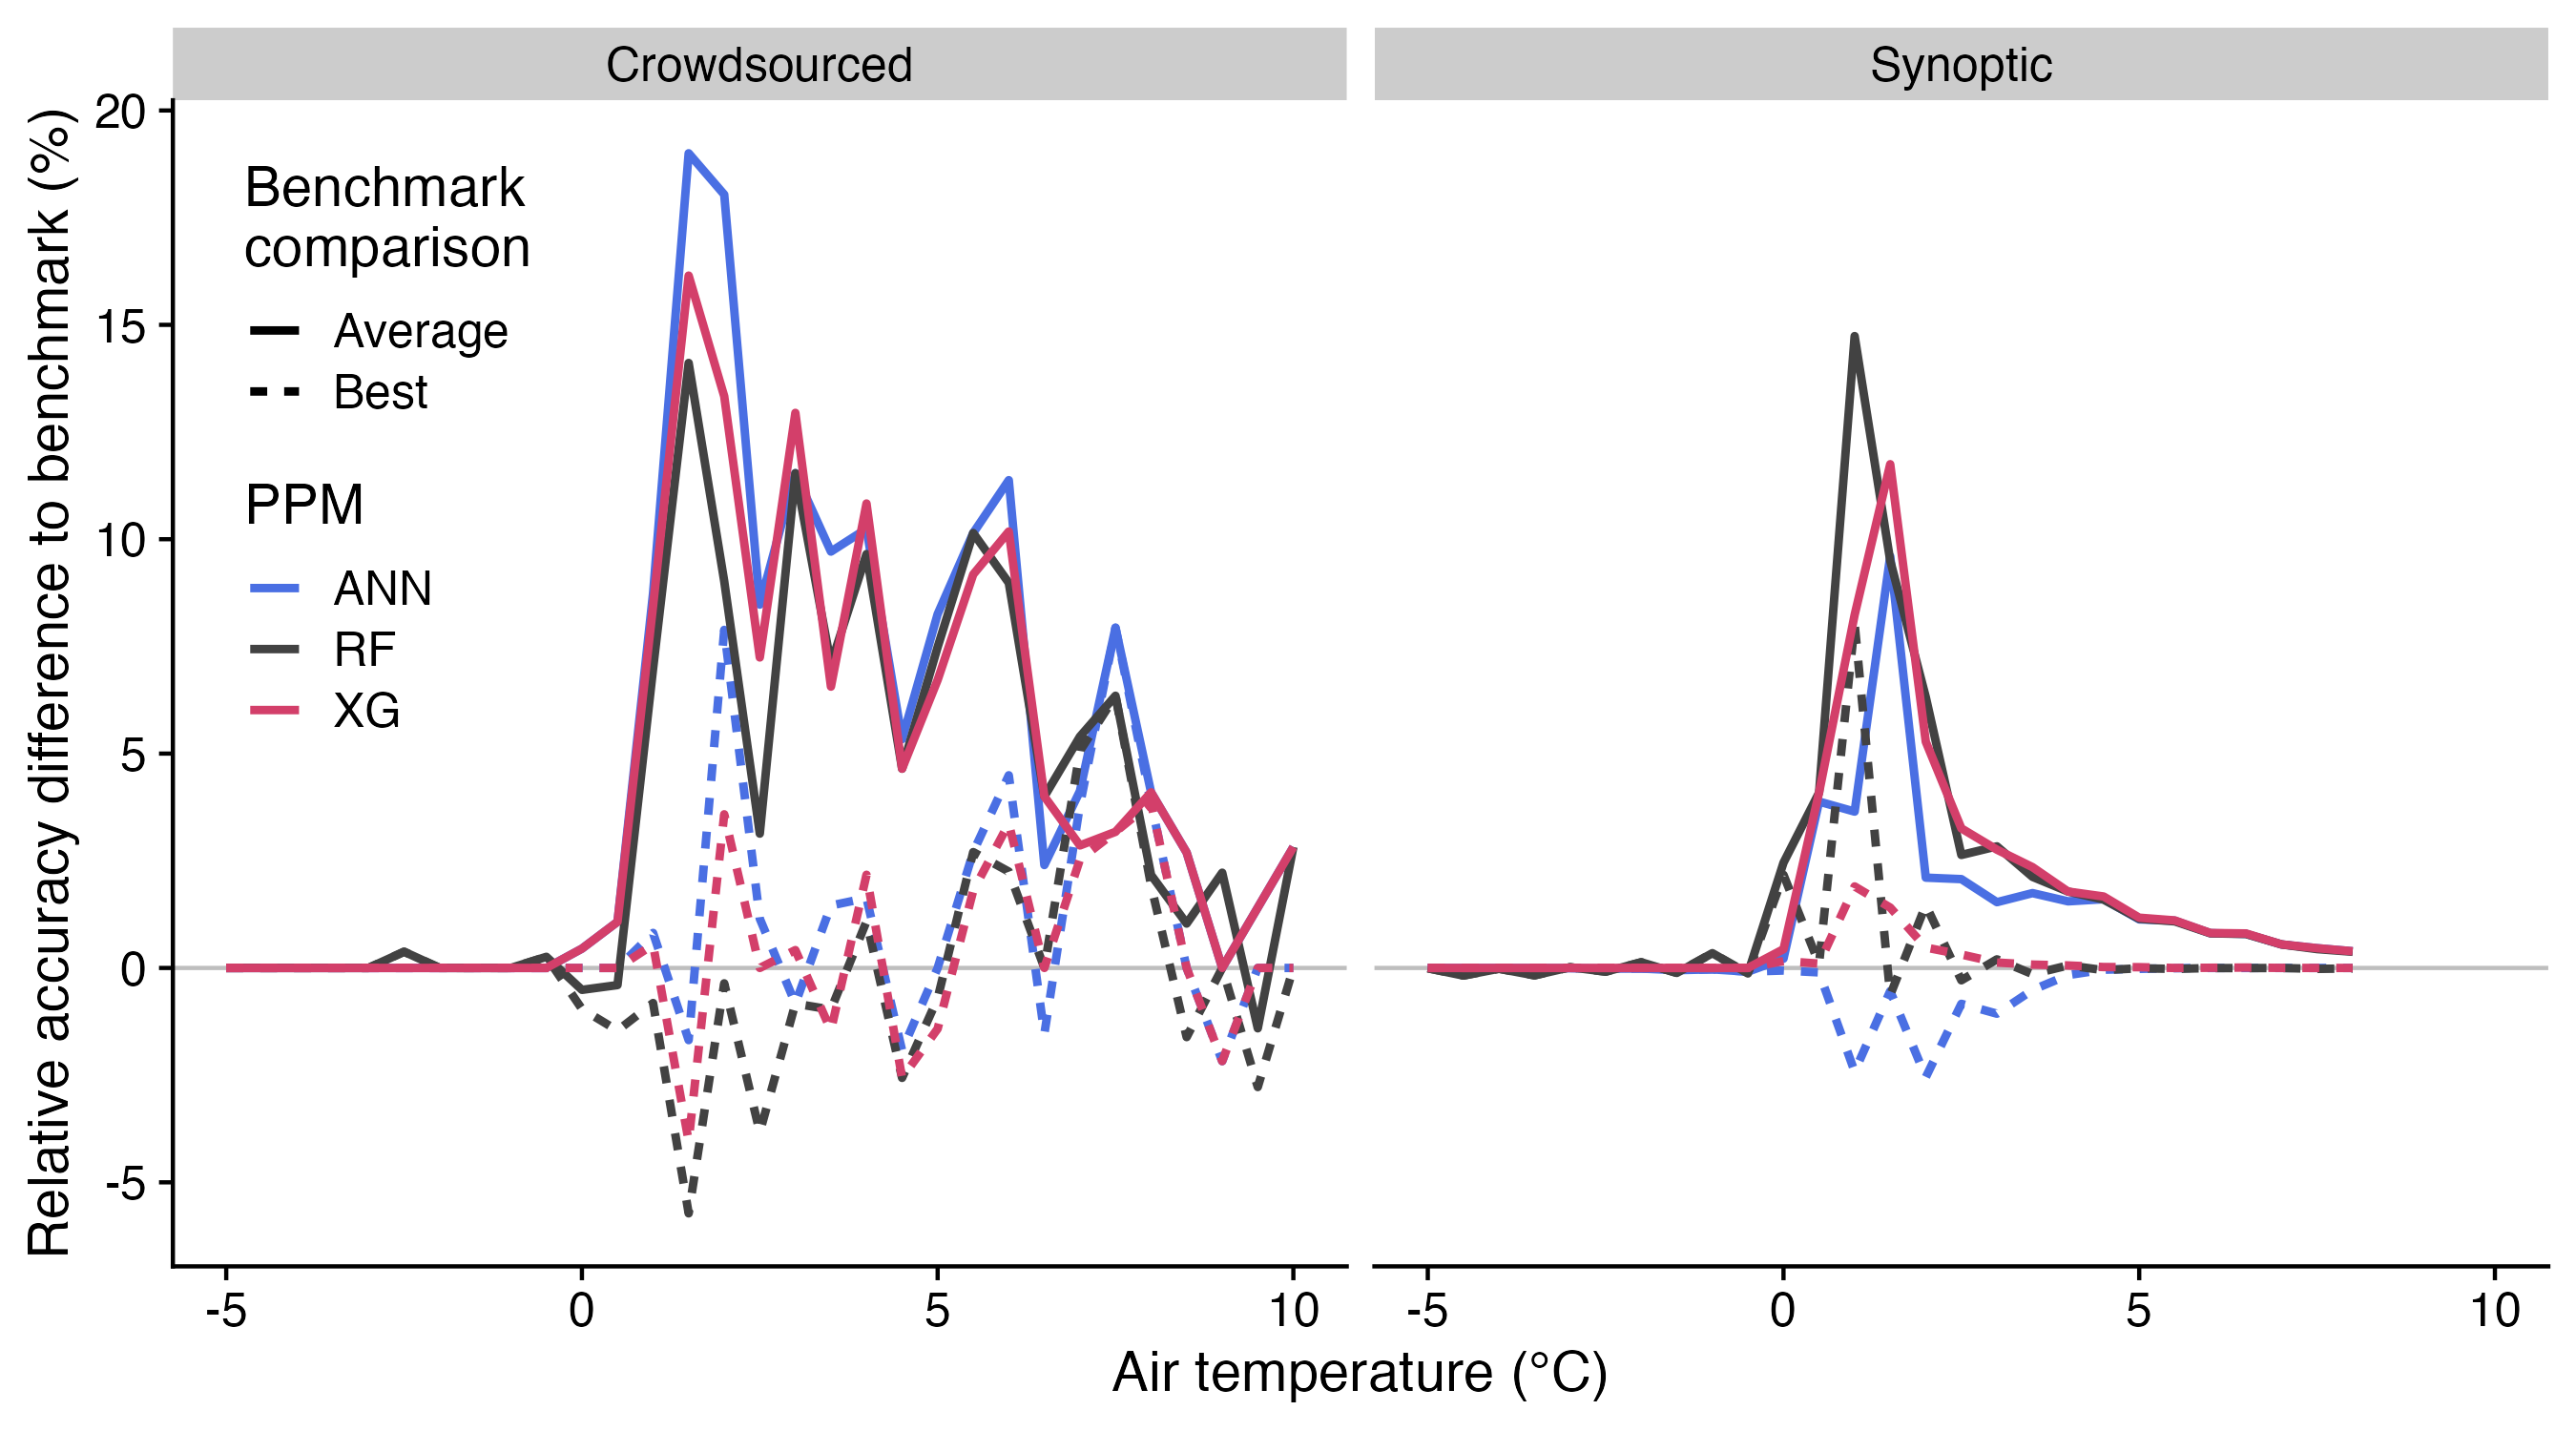 Crowdsourced
Synoptic
Relative accuracy difference to benchmark (%)
20
15
10
5
0
-5
Benchmark
comparison
Average
Best
PPM
ANN
RF
XG
-5 0 5 10
-5 0 5 10
Air temperature (°C)